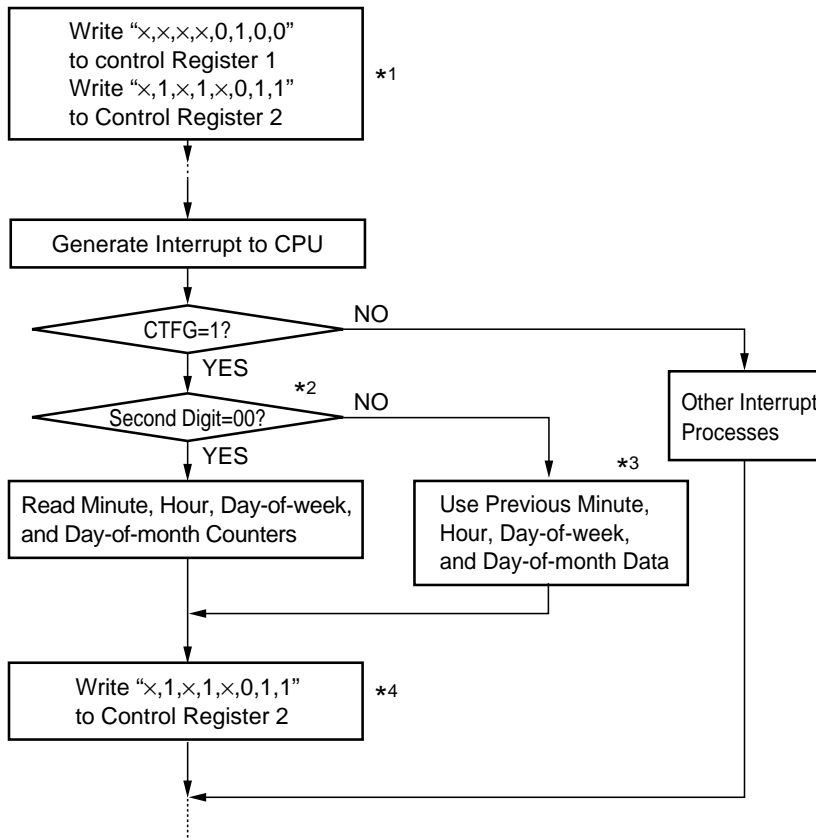 Write “×,×,×,×,0,1,0,0”
to control Register 1
Write “×,1,×,1,×,0,1,1”
to Control Register 2
*1
Generate Interrupt to CPU
CTFG=1?
NO
YES
*2
Second Digit=00?
NO
YES
Other Interrupt
Processes
*3
Read Minute, Hour, Day-of-week,
and Day-of-month Counters
Use Previous Minute,
Hour, Day-of-week,
and Day-of-month Data
Write “×,1,×,1,×,0,1,1”
to Control Register 2
*4